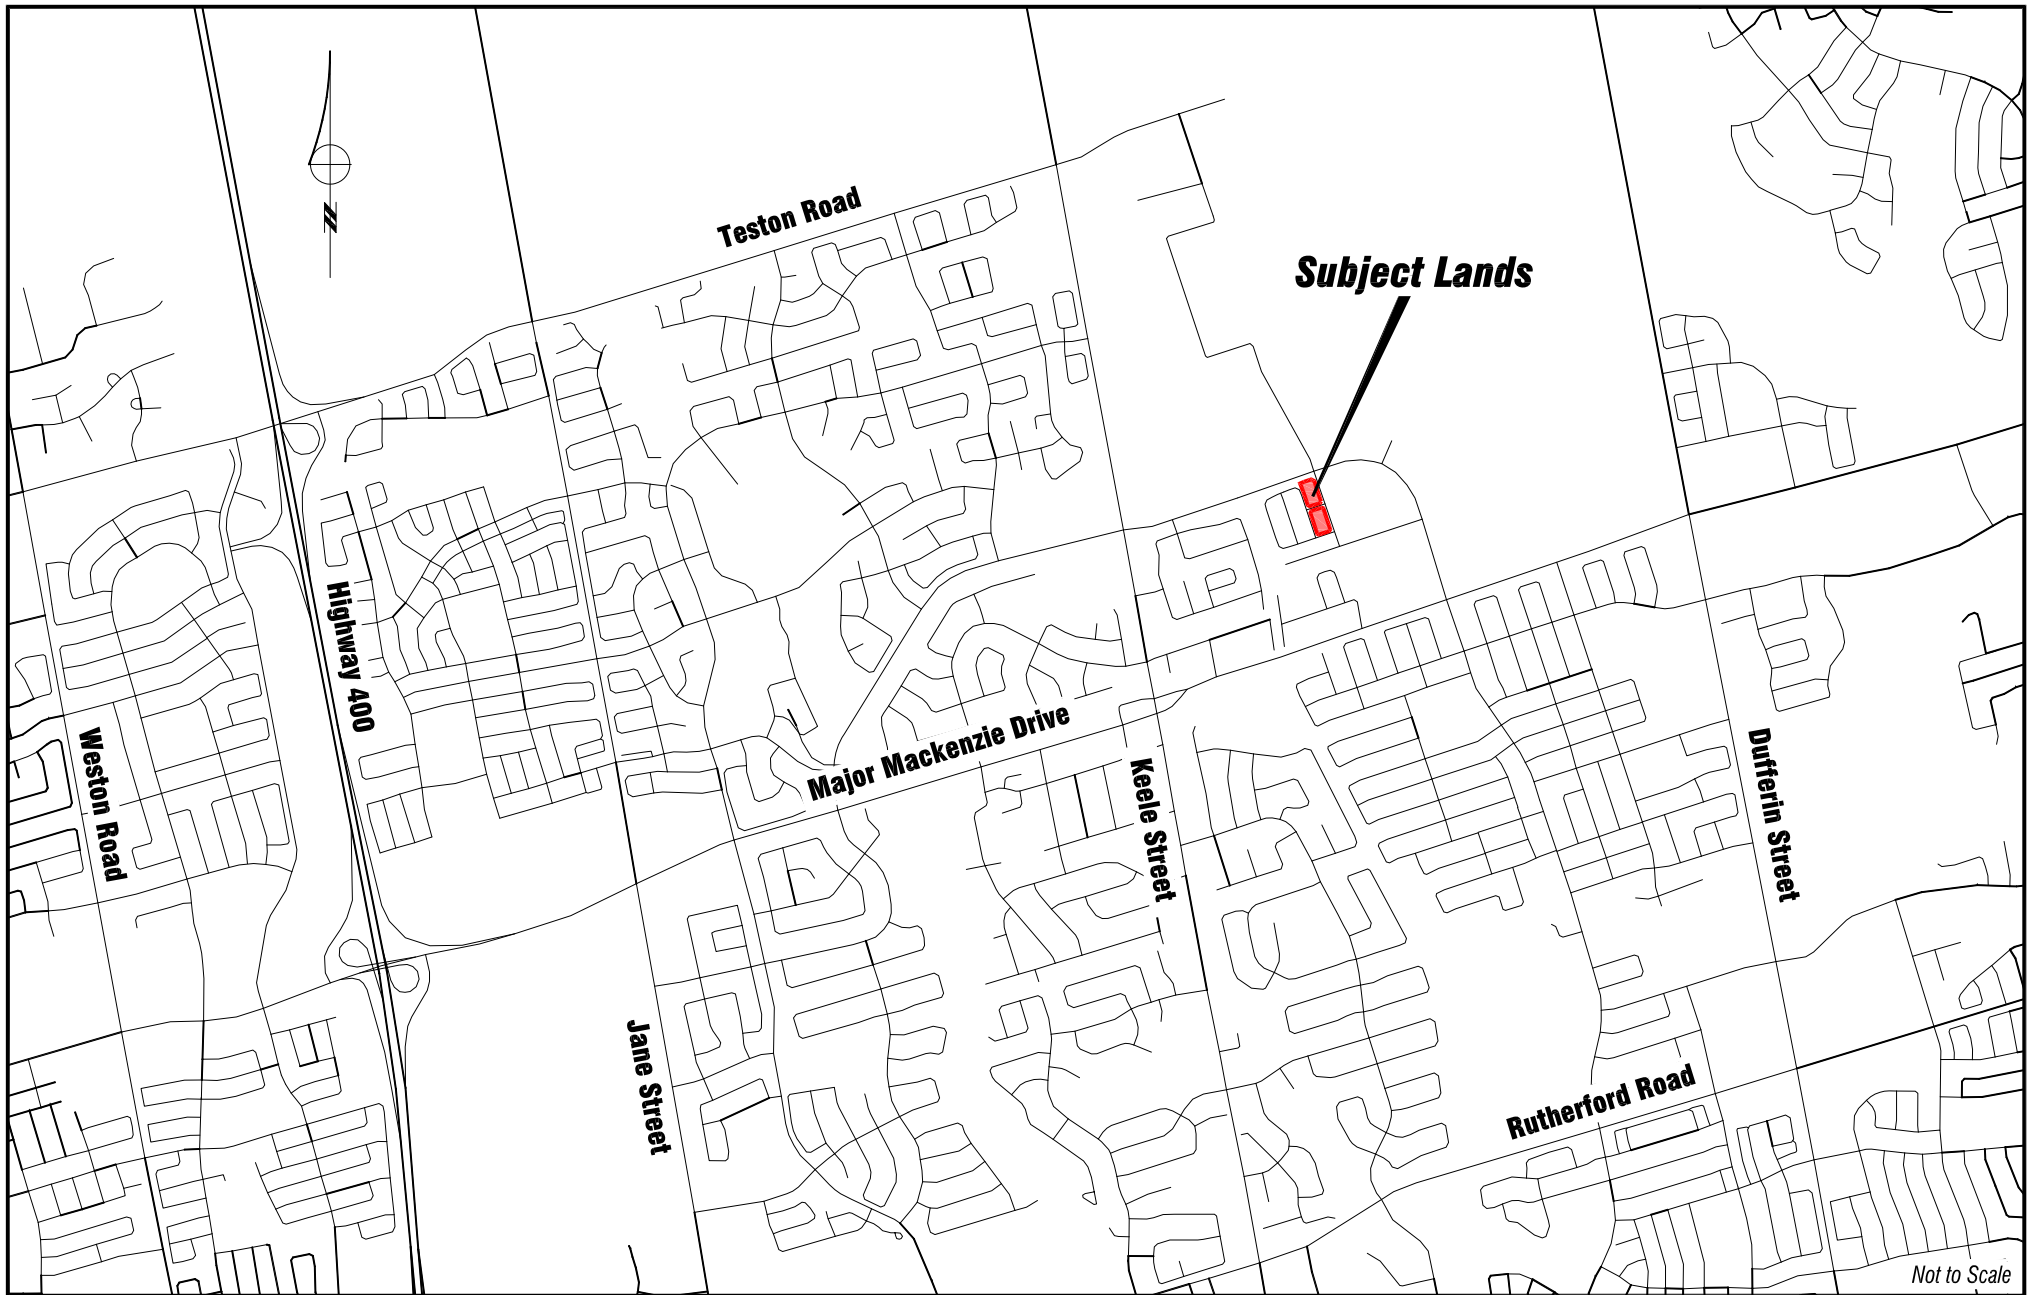 Teston Road
Subject Lands
Highway 400
Major Mackenzie Drive
Weston Road
Keele Street
Dufferin Street
Jane Street
Rutherford Road
N
Not to Scale